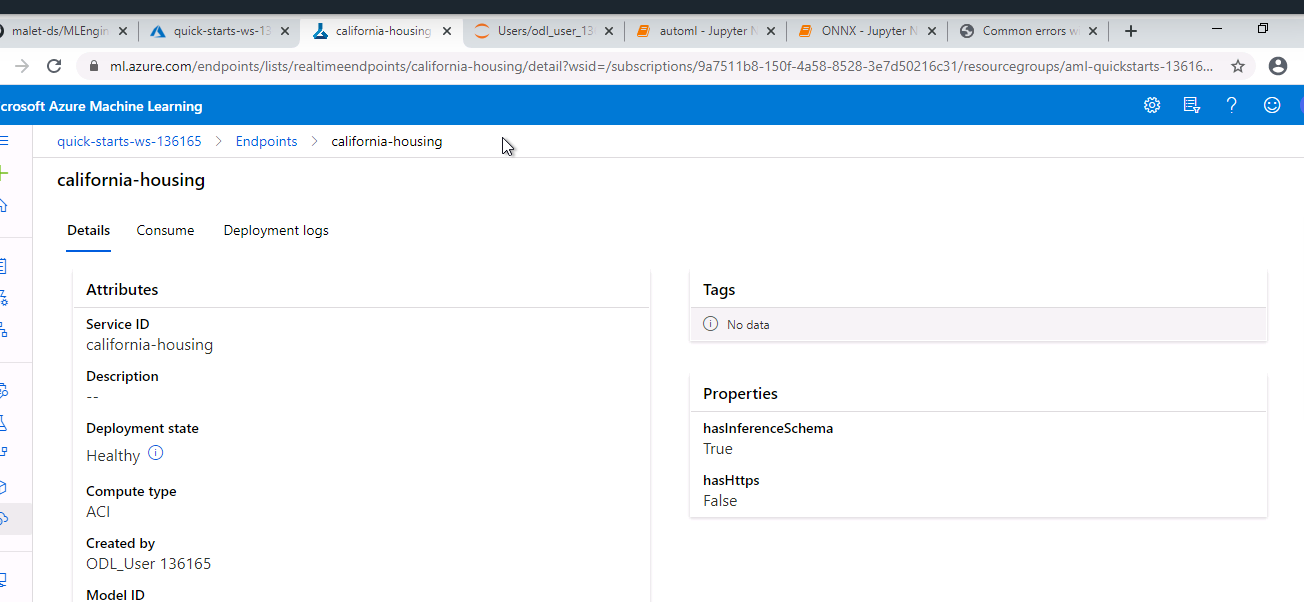 malet-ds/MLEngin
quick-starts-ws-13
california-housing
Users/odl_user_13
automl - Jupyter N
ONNX - Jupyter N
Common errors w
ml.azure.com/endpoints/lists/realtimeendpoints/california-housing/detail?wsid=/subscriptions/9a7511b8-150f-4a58-8528-3e7d50216c31/resourcegroups/aml-quickstarts-13616...
crosoft Azure Machine Learning
quick-starts-ws-136165 > Endpoints > california-housing
california-housing
Details Consume Deployment logs
Attributes
Service ID
california-housing
Description
--
Deployment state
Healthy
Compute type
ACI
Created by
ODL_User 136165
Model ID
Tags
No data
Properties
hasInferenceSchema
True
hasHttps
False